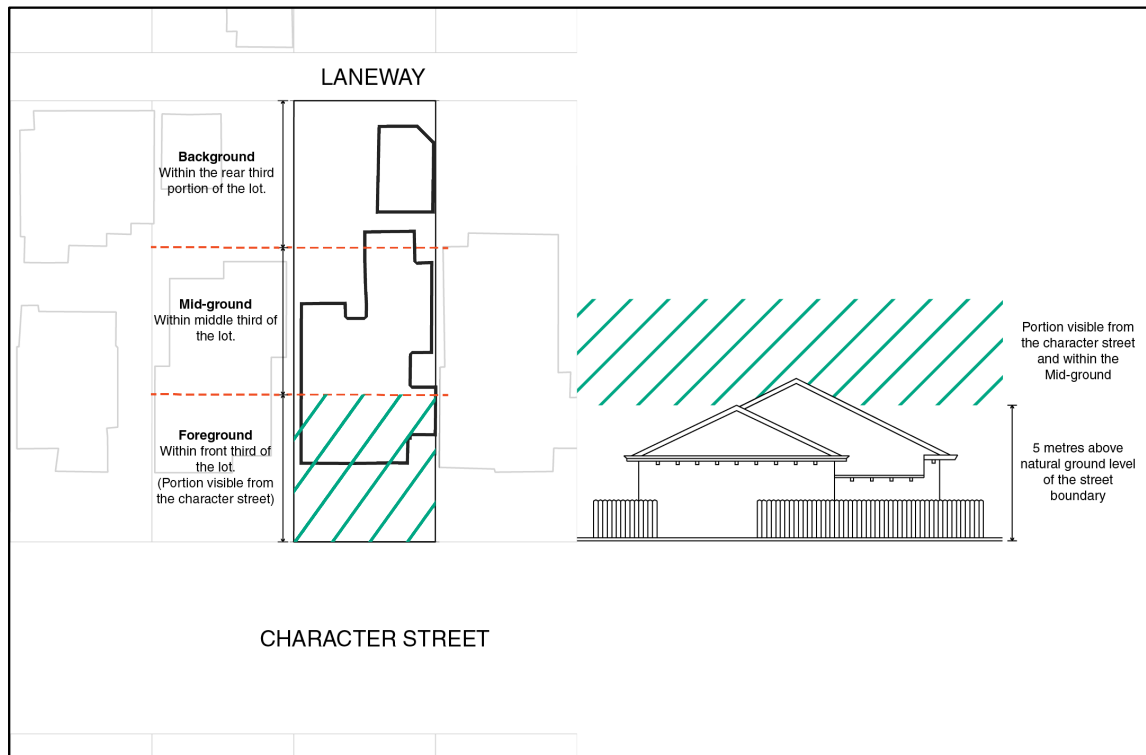 LANEWAY
Background
Within the rear third
portion of the lot.
Mid-ground
Within middle third of
the lot.
Foreground
Within front third of
the lot.
(Portion visible from
the character street)
CHARACTER STREET
Portion visible from
the character street
and within the
Mid-ground
5 metres above
natural ground level
of the street
boundary